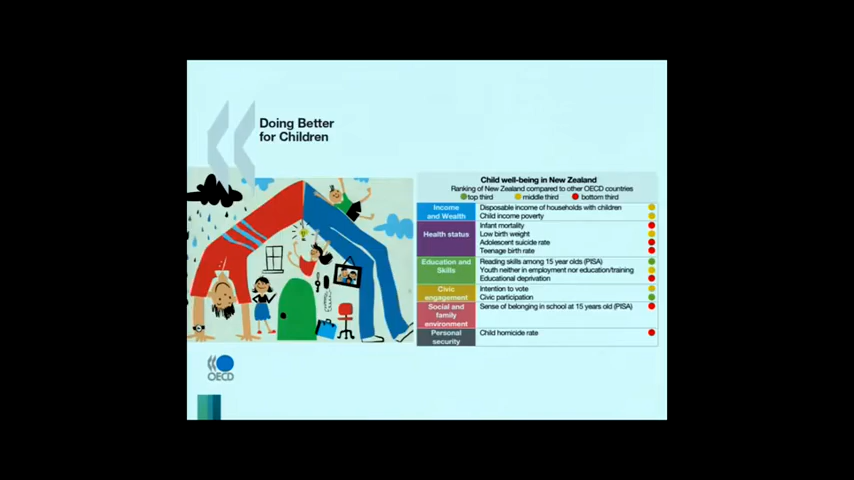 Doing Better
for Children
Child well-being in New Zealand
Ranking of New Zealand compared to other OECD countries
top third middle third bottom third
Income
and Wealth
Disposable income of households with children
Child income poverty
Health status
Infant mortality
Low birth weight
Adolescent suicide rate
Teenage birth rate
Education and
Skills
Reading skills among 15 year olds (PISA)
Youth neither in employment nor education/training
Educational deprivation
Civic
engagement
Intention to vote
Civic participation
Social and
family
environment
Sense of belonging in school at 15 years old (PISA)
Personal
security
Child homicide rate
OECD